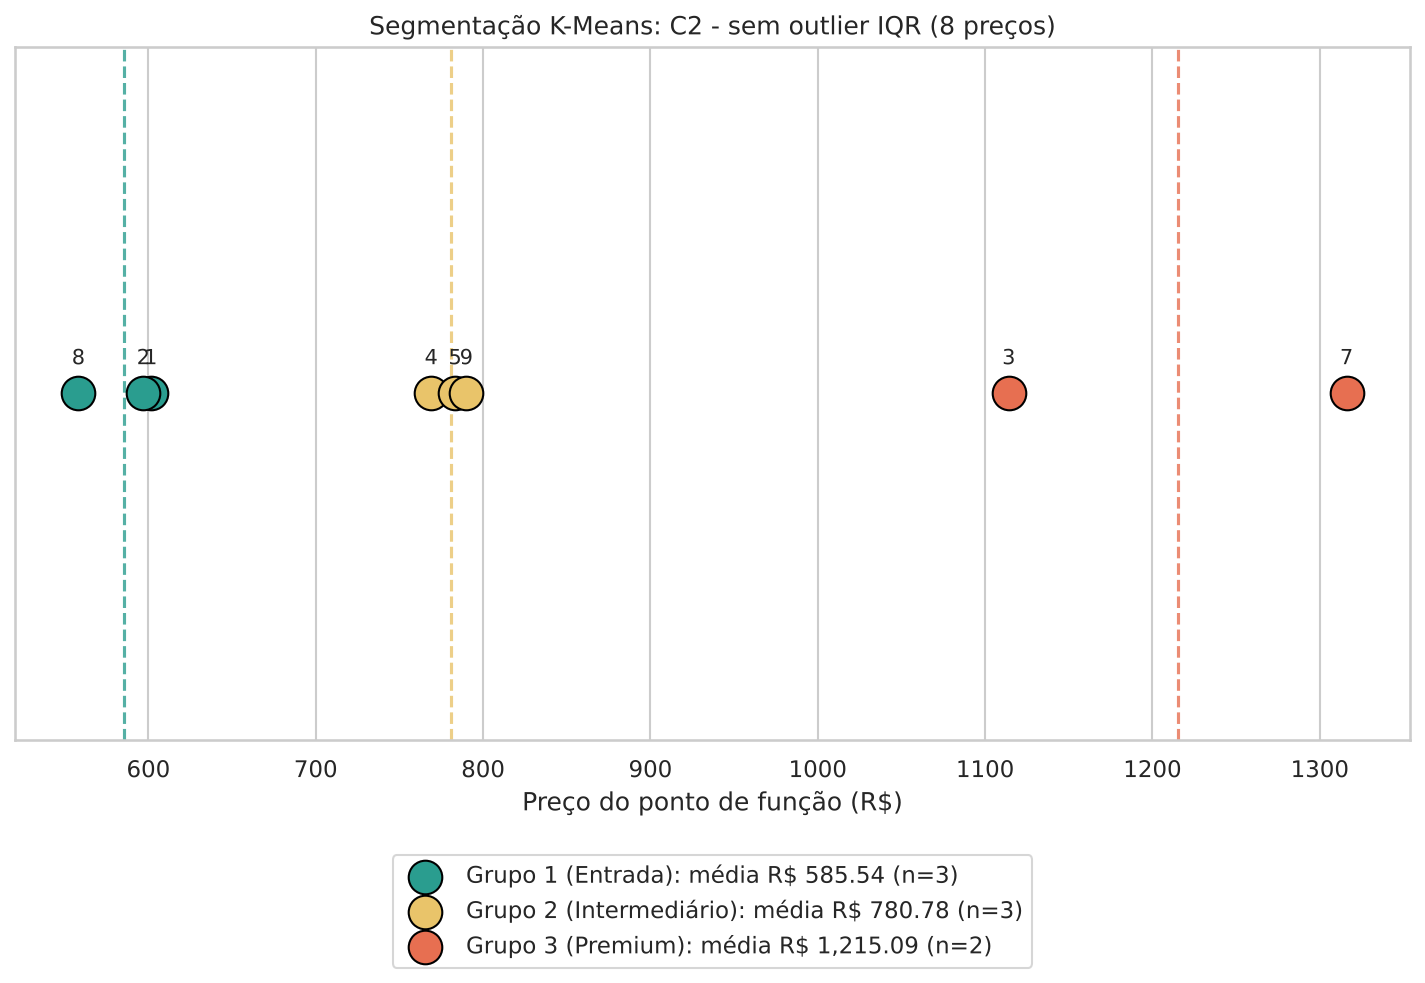 Segmentação K-Means: C2 - sem outlier IQR (8 preços)
8 2 1 4 5 9 3 7
600 700 800 900 1000 1100 1200 1300
Preço do ponto de função (R$)
Grupo 1 (Entrada): média R$ 585.54 (n=3)
Grupo 2 (Intermediário): média R$ 780.78 (n=3)
Grupo 3 (Premium): média R$ 1,215.09 (n=2)